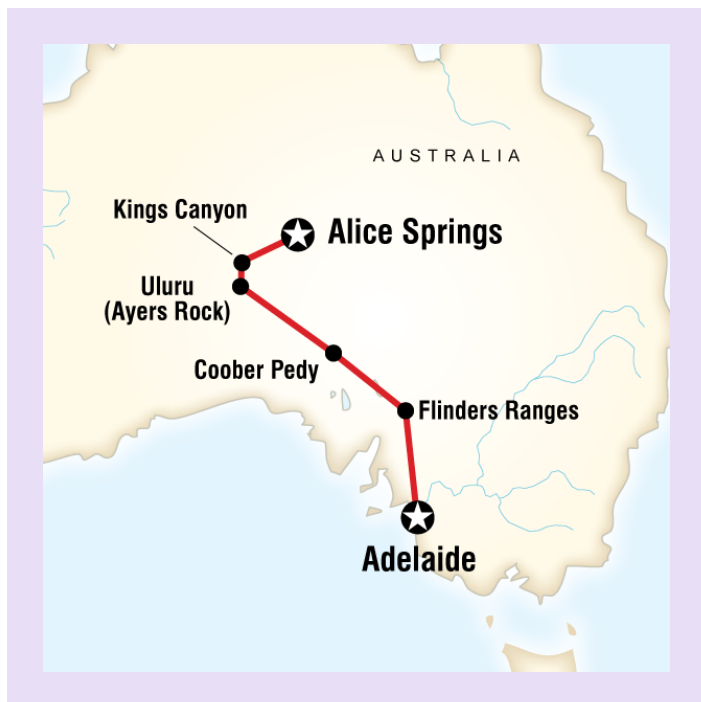 AUSTRALIA
Kings Canyon
Alice Springs
Uluru
(Ayers Rock)
Coober Pedy
Flinders Ranges
Adelaide